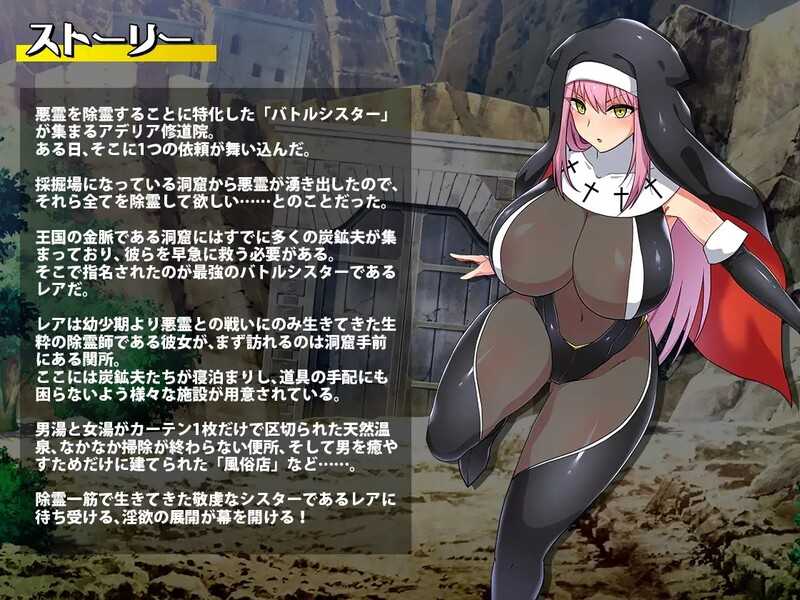 ストーリー
悪霊を除霊することに特化した「バトルシスター」
が集まるアデリア修道院。
ある日、そこに1つの依頼が舞い込んだ。
採掘場になっている洞窟から悪霊が湧き出したので、
それら全てを除霊して欲しい……とのことだった。
王国の金脈である洞窟にはすでに多くの炭鉱夫が集
まっており、彼らを早急に救う必要がある。
そこで指名されたのが最強のバトルシスターである
レアだ。
レアは幼少期より悪霊との戦いにのみ生きてきた生
粋の除霊師である彼女が、まず訪れるのは洞窟手前
にある関所。
ここには炭鉱夫たちが寝泊まりし、道具の手配にも
困らないよう様々な施設が用意されている。
男湯と女湯がカーテン1枚だけで区切られた天然温
泉、なかなか掃除が終わらない便所、そして男を癒や
すためだけに建てられた「風俗店」など……。
除霊一筋で生きてきた敬虔なシスターであるレアに
待ち受ける、淫欲の展開が幕を開ける！